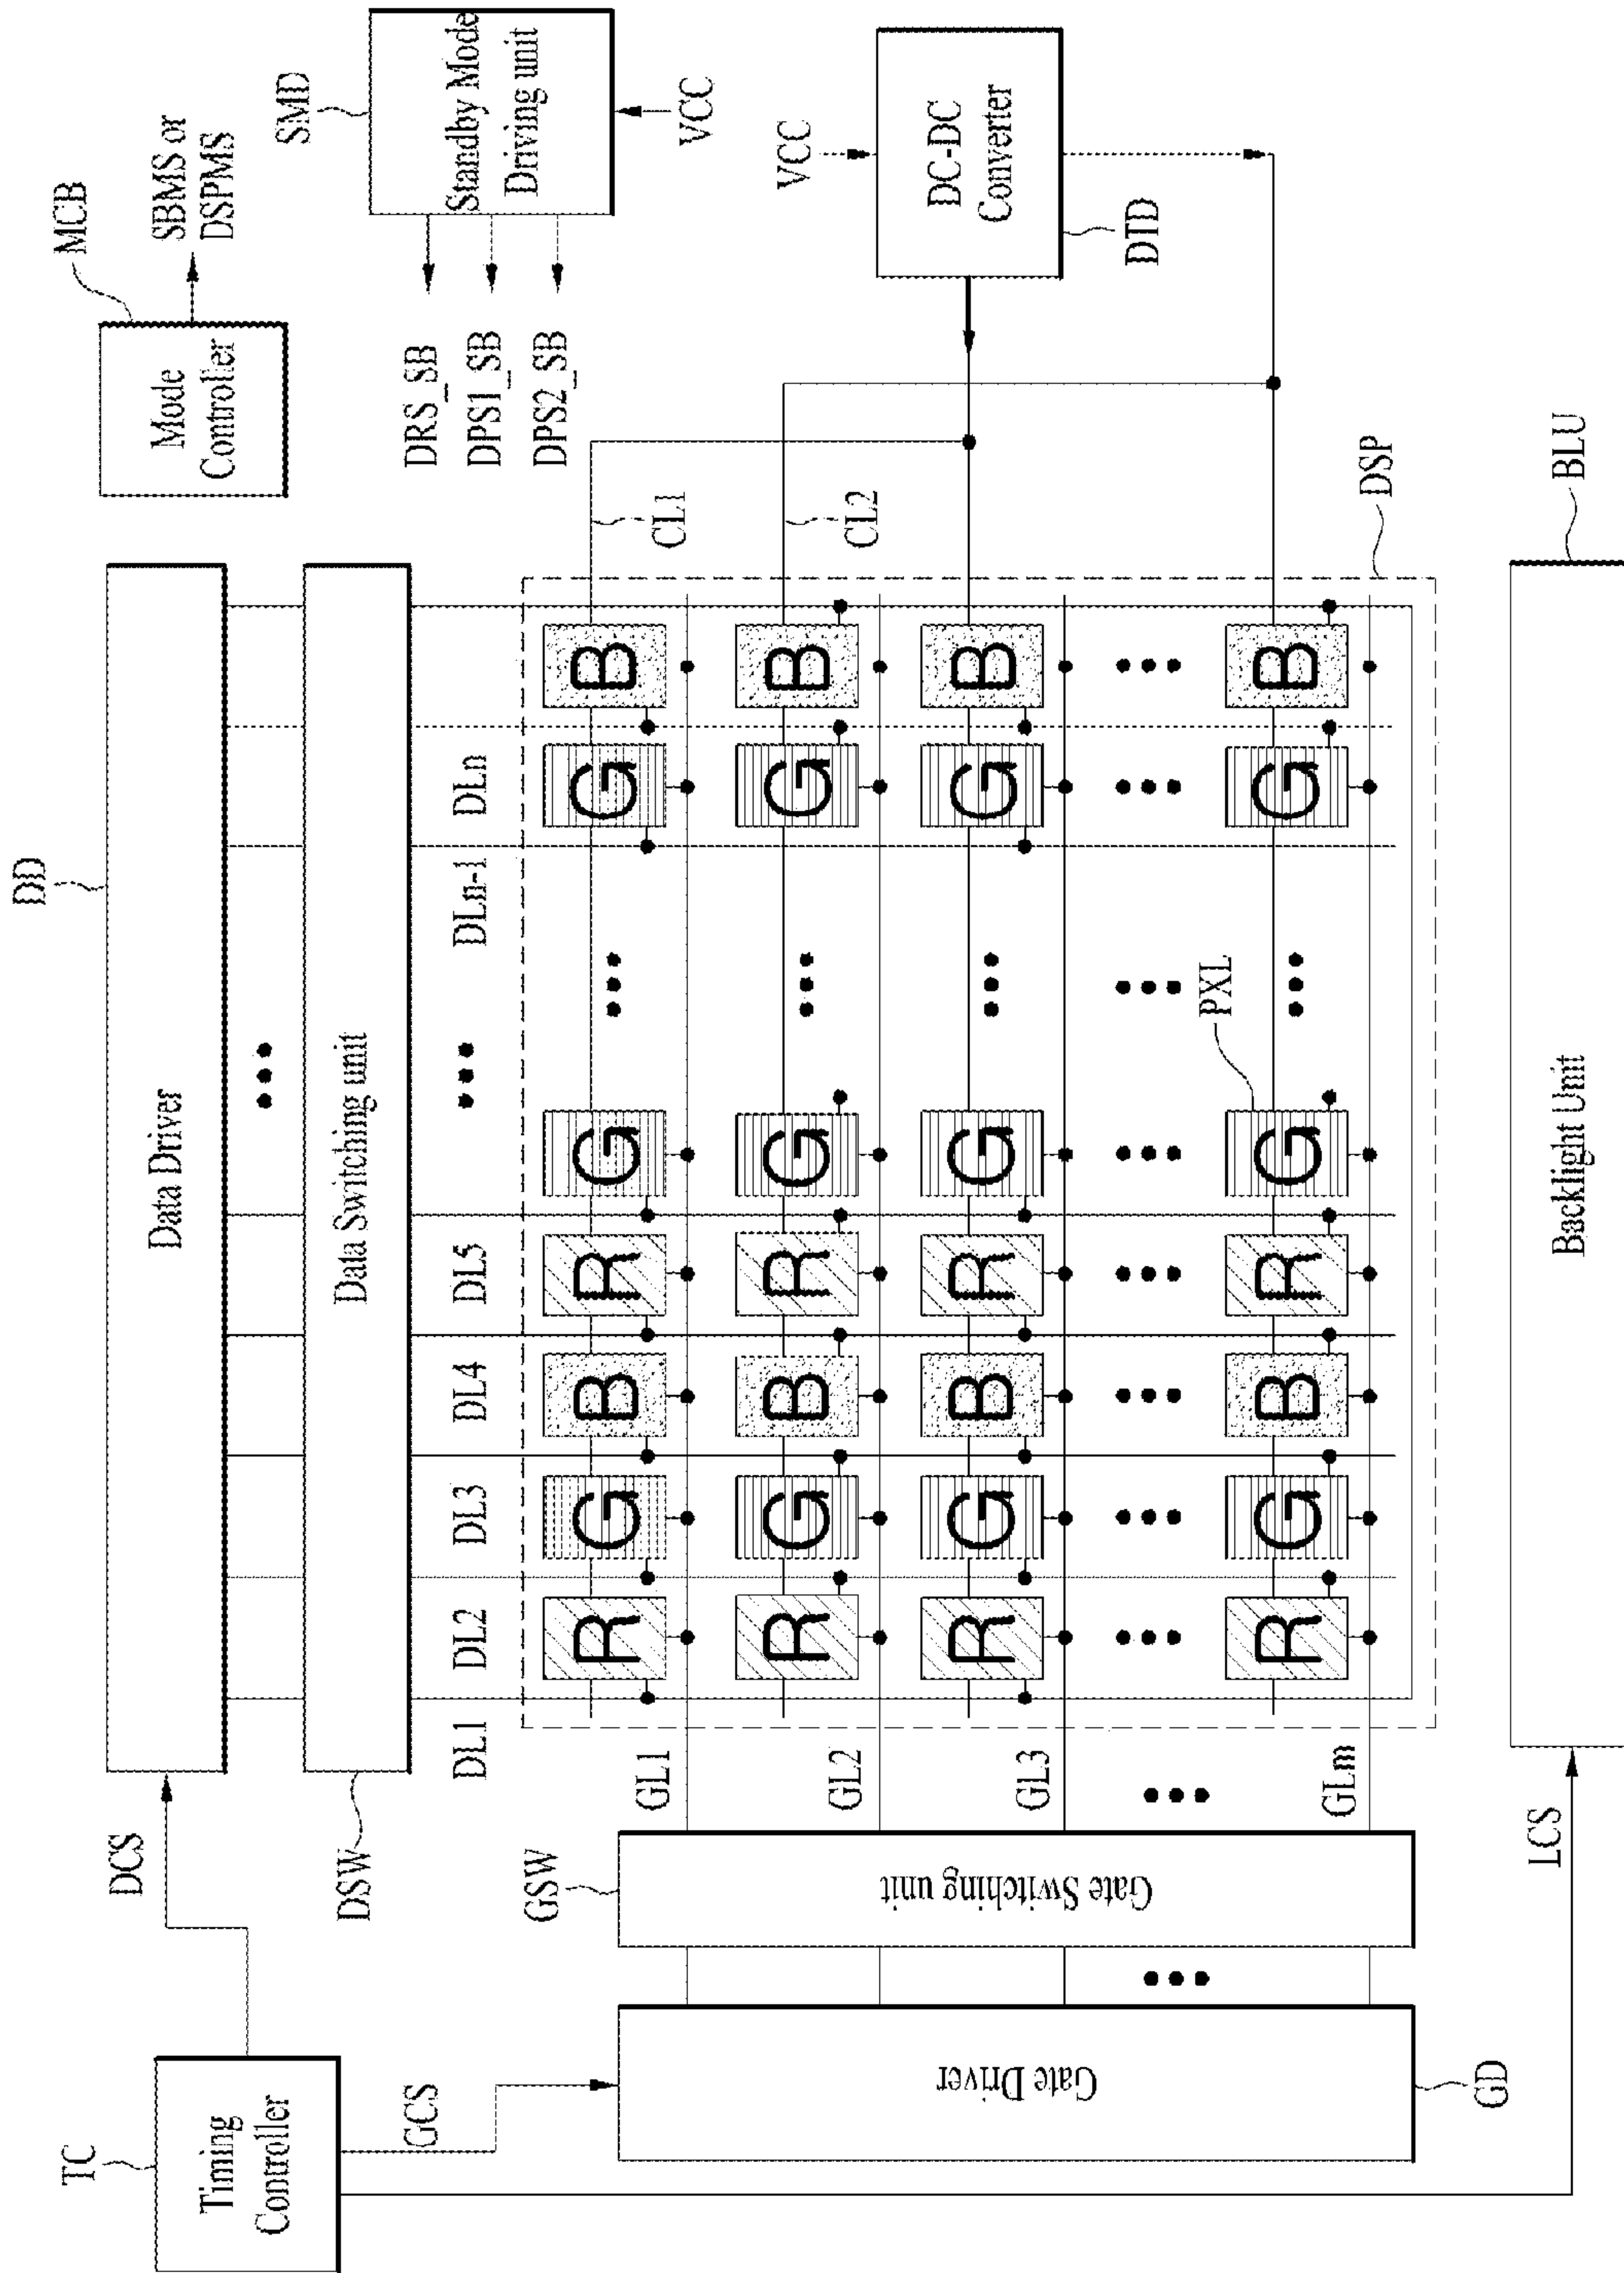 TC
Timing
Controller
DCS
GCS
LCS
DD
Data Driver
•••
DSW
Data Switching unit
MCB
Mode
Controller
SBMS or
DSPMS
SMD
Standby Mode
Driving unit
VCC
DRS_SB
DPS1_SB
DPS2_SB
VCC
DC-DC
Converter
DTD
DL1
DL2
DL3
DL4
DL5
•••
DLn-1
DLn
CL1
CL2
GD
Gate Driver
•••
GSW
Gate Switching unit
GL1
GL2
GL3
•••
GLm
R G B R G ••• G B
R G B R G ••• G B
R G B R G ••• G B
••• ••• ••• ••• ••• ••• ••• •••
R G B R G ••• G B
PXL
DSP
Backlight Unit
BLU